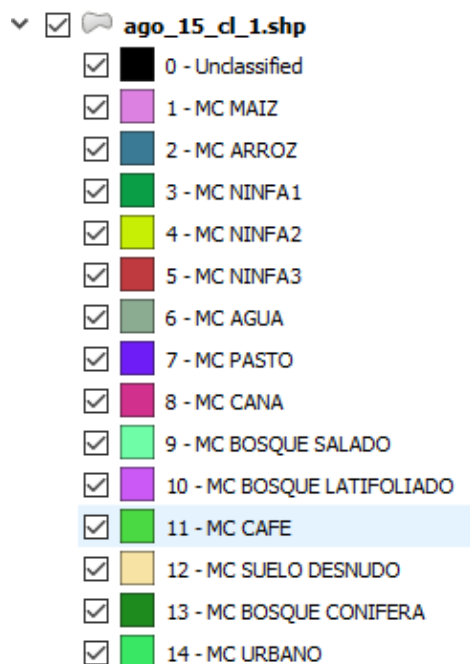 ago_15_cl_1.shp
0 - Unclassified
1 - MC MAIZ
2 - MC ARROZ
3 - MC NINFA1
4 - MC NINFA2
5 - MC NINFA3
6 - MC AGUA
7 - MC PASTO
8 - MC CANA
9 - MC BOSQUE SALADO
10 - MC BOSQUE LATIFOLIADO
11 - MC CAFE
12 - MC SUELO DESNUDO
13 - MC BOSQUE CONIFERA
14 - MC URBANO